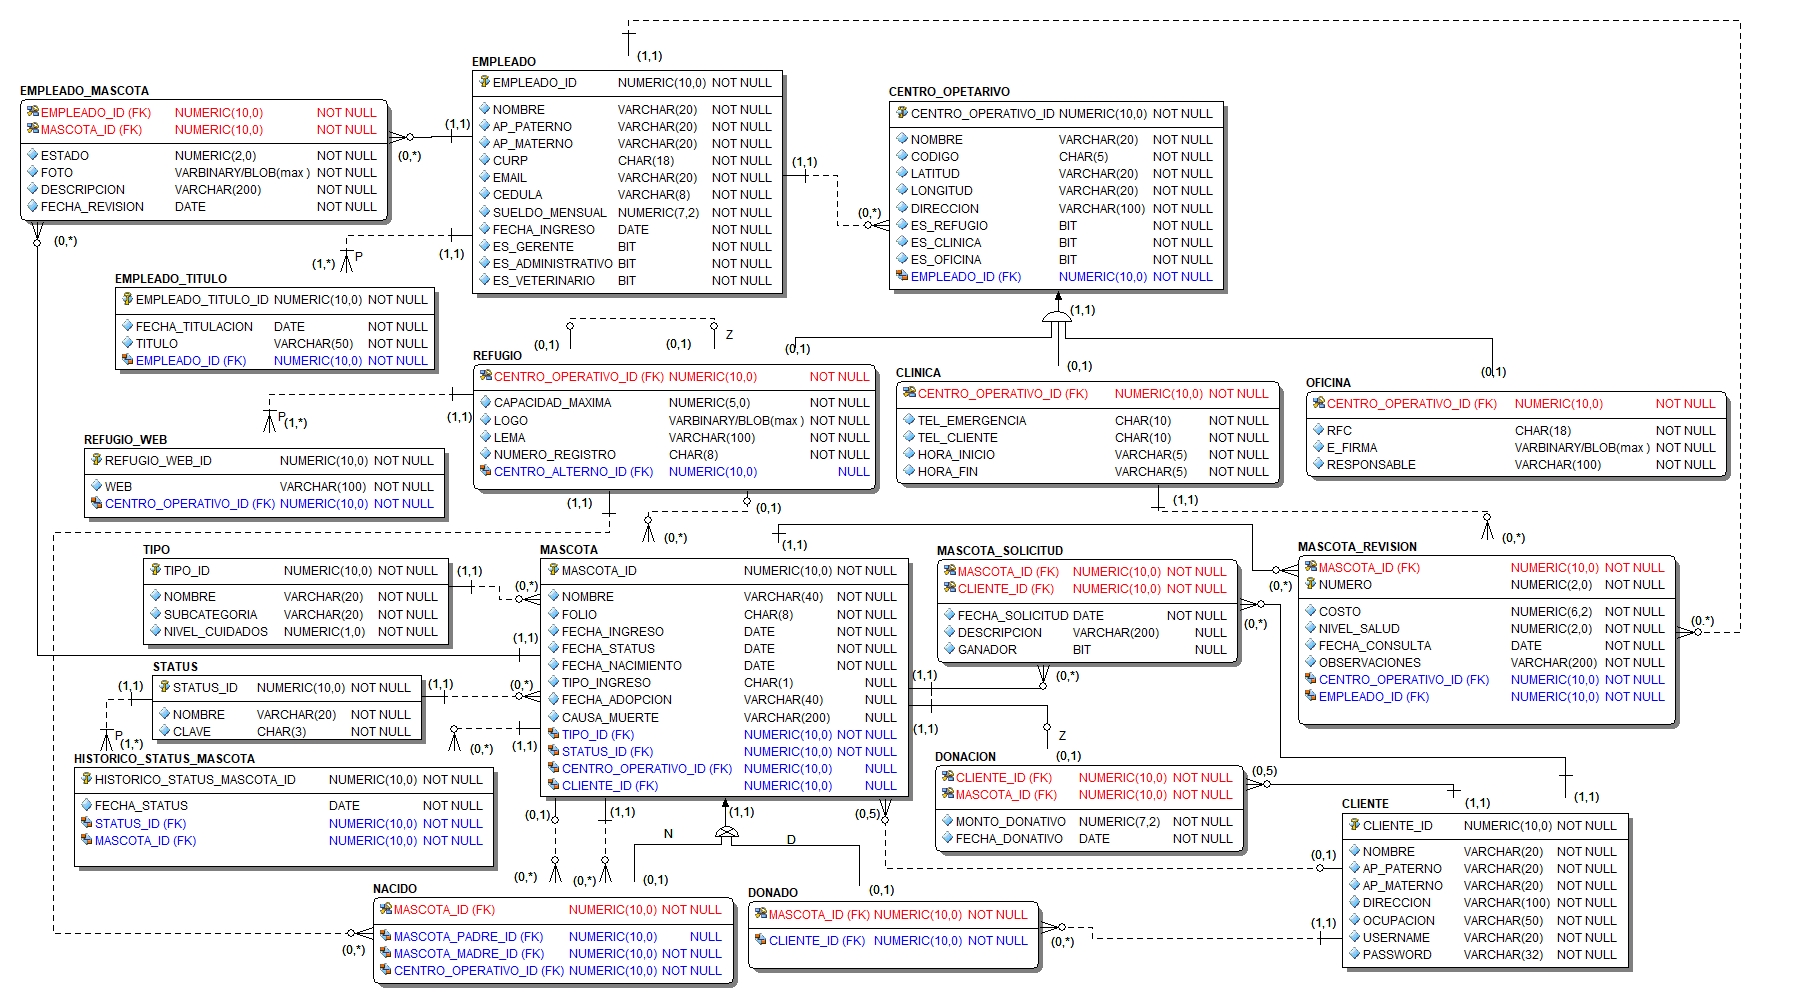 (1,1)
EMPLEADO
EMPLEADO_ID NUMERIC(10,0) NOT NULL
NOMBRE VARCHAR(20) NOT NULL
AP_PATERNO VARCHAR(20) NOT NULL
AP_MATERNO VARCHAR(20) NOT NULL
CURP CHAR(18) NOT NULL
EMAIL VARCHAR(20) NOT NULL
CEDULA VARCHAR(8) NOT NULL
SUELDO_MENSUAL NUMERIC(7,2) NOT NULL
FECHA_INGRESO DATE NOT NULL
ES_GERENTE BIT NOT NULL
ES_ADMINISTRATIVO BIT NOT NULL
ES_VETERINARIO BIT NOT NULL
EMPLEADO_MASCOTA
EMPLEADO_ID (FK) NUMERIC(10,0) NOT NULL
MASCOTA_ID (FK) NUMERIC(10,0) NOT NULL
ESTADO NUMERIC(2,0) NOT NULL
FOTO VARBINARY/BLOB(max ) NOT NULL
DESCRIPCION VARCHAR(200) NOT NULL
FECHA_REVISION DATE NOT NULL
(1,1)
(0,*)
(0,*)
(1,1)
(1,*)
P
(1,1)
(0,*)
CENTRO_OPETARIVO
CENTRO_OPERATIVO_ID NUMERIC(10,0) NOT NULL
NOMBRE VARCHAR(20) NOT NULL
CODIGO CHAR(5) NOT NULL
LATITUD VARCHAR(20) NOT NULL
LONGITUD VARCHAR(20) NOT NULL
DIRECCION VARCHAR(100) NOT NULL
ES_REFUGIO BIT NOT NULL
ES_CLINICA BIT NOT NULL
ES_OFICINA BIT NOT NULL
EMPLEADO_ID (FK) NUMERIC(10,0) NOT NULL
(1,1)
(0,1)
(0,1)
(0,1)
EMPLEADO_TITULO
EMPLEADO_TITULO_ID NUMERIC(10,0) NOT NULL
FECHA_TITULACION DATE NOT NULL
TITULO VARCHAR(50) NOT NULL
EMPLEADO_ID (FK) NUMERIC(10,0) NOT NULL
(0,1)
(0,1)
Z
REFUGIO
CENTRO_OPERATIVO_ID (FK) NUMERIC(10,0) NOT NULL
CAPACIDAD_MAXIMA NUMERIC(5,0) NOT NULL
LOGO VARBINARY/BLOB(max ) NOT NULL
LEMA VARCHAR(100) NOT NULL
NUMERO_REGISTRO CHAR(8) NOT NULL
CENTRO_ALTERNO_ID (FK) NUMERIC(10,0) NULL
CLINICA
CENTRO_OPERATIVO_ID (FK) NUMERIC(10,0) NOT NULL
TEL_EMERGENCIA CHAR(10) NOT NULL
TEL_CLIENTE CHAR(10) NOT NULL
HORA_INICIO VARCHAR(5) NOT NULL
HORA_FIN VARCHAR(5) NOT NULL
OFICINA
CENTRO_OPERATIVO_ID (FK) NUMERIC(10,0) NOT NULL
RFC CHAR(18) NOT NULL
E_FIRMA VARBINARY/BLOB(max ) NOT NULL
RESPONSABLE VARCHAR(100) NOT NULL
P
(1,*)
(1,1)
REFUGIO_WEB
REFUGIO_WEB_ID NUMERIC(10,0) NOT NULL
WEB VARCHAR(100) NOT NULL
CENTRO_OPERATIVO_ID (FK) NUMERIC(10,0) NOT NULL
(1,1)
(0,1)
(0,*)
(1,1)
(1,1)
(0,*)
TIPO
TIPO_ID NUMERIC(10,0) NOT NULL
NOMBRE VARCHAR(20) NOT NULL
SUBCATEGORIA VARCHAR(20) NOT NULL
NIVEL_CUIDADOS NUMERIC(1,0) NOT NULL
(1,1)
(0,*)
(1,1)
MASCOTA
MASCOTA_ID NUMERIC(10,0) NOT NULL
NOMBRE VARCHAR(40) NOT NULL
FOLIO CHAR(8) NOT NULL
FECHA_INGRESO DATE NOT NULL
FECHA_STATUS DATE NOT NULL
FECHA_NACIMIENTO DATE NOT NULL
TIPO_INGRESO CHAR(1) NULL
FECHA_ADOPCION VARCHAR(40) NULL
CAUSA_MUERTE VARCHAR(200) NULL
TIPO_ID (FK) NUMERIC(10,0) NOT NULL
STATUS_ID (FK) NUMERIC(10,0) NOT NULL
CENTRO_OPERATIVO_ID (FK) NUMERIC(10,0) NULL
CLIENTE_ID (FK) NUMERIC(10,0) NULL
MASCOTA_SOLICITUD
MASCOTA_ID (FK) NUMERIC(10,0) NOT NULL
CLIENTE_ID (FK) NUMERIC(10,0) NOT NULL
FECHA_SOLICITUD DATE NOT NULL
DESCRIPCION VARCHAR(200) NULL
GANADOR BIT NULL
(0,*)
(0,*)
(0,*)
(0.*)
MASCOTA_REVISION
MASCOTA_ID (FK) NUMERIC(10,0) NOT NULL
NUMERO NUMERIC(2,0) NOT NULL
COSTO NUMERIC(6,2) NOT NULL
NIVEL_SALUD NUMERIC(2,0) NOT NULL
FECHA_CONSULTA DATE NOT NULL
OBSERVACIONES VARCHAR(200) NOT NULL
CENTRO_OPERATIVO_ID (FK) NUMERIC(10,0) NOT NULL
EMPLEADO_ID (FK) NUMERIC(10,0) NOT NULL
STATUS
STATUS_ID NUMERIC(10,0) NOT NULL
NOMBRE VARCHAR(20) NOT NULL
CLAVE CHAR(3) NOT NULL
(1,1)
(1,1)
(0,*)
P
(1,*)
(0,*)
(1,1)
(1,1)
(1,1)
Z
(0,1)
HISTORICO_STATUS_MASCOTA
HISTORICO_STATUS_MASCOTA_ID NUMERIC(10,0) NOT NULL
FECHA_STATUS DATE NOT NULL
STATUS_ID (FK) NUMERIC(10,0) NOT NULL
MASCOTA_ID (FK) NUMERIC(10,0) NOT NULL
DONACION
CLIENTE_ID (FK) NUMERIC(10,0) NOT NULL
MASCOTA_ID (FK) NUMERIC(10,0) NOT NULL
MONTO_DONATIVO NUMERIC(7,2) NOT NULL
FECHA_DONATIVO DATE NOT NULL
(0,5)
(1,1)
(1,1)
CLIENTE
CLIENTE_ID NUMERIC(10,0) NOT NULL
NOMBRE VARCHAR(20) NOT NULL
AP_PATERNO VARCHAR(20) NOT NULL
AP_MATERNO VARCHAR(20) NOT NULL
DIRECCION VARCHAR(100) NOT NULL
OCUPACION VARCHAR(50) NOT NULL
USERNAME VARCHAR(20) NOT NULL
PASSWORD VARCHAR(32) NOT NULL
(0,1)
(1,1)
(1,1)
(0,5)
N
D
(0,1)
(0,*)
(0,*)
(0,1)
(0,1)
NACIDO
MASCOTA_ID (FK) NUMERIC(10,0) NOT NULL
MASCOTA_PADRE_ID (FK) NUMERIC(10,0) NULL
MASCOTA_MADRE_ID (FK) NUMERIC(10,0) NOT NULL
CENTRO_OPERATIVO_ID (FK) NUMERIC(10,0) NOT NULL
(0,*)
DONADO
MASCOTA_ID (FK) NUMERIC(10,0) NOT NULL
CLIENTE_ID (FK) NUMERIC(10,0) NOT NULL
(0,*)
(1,1)